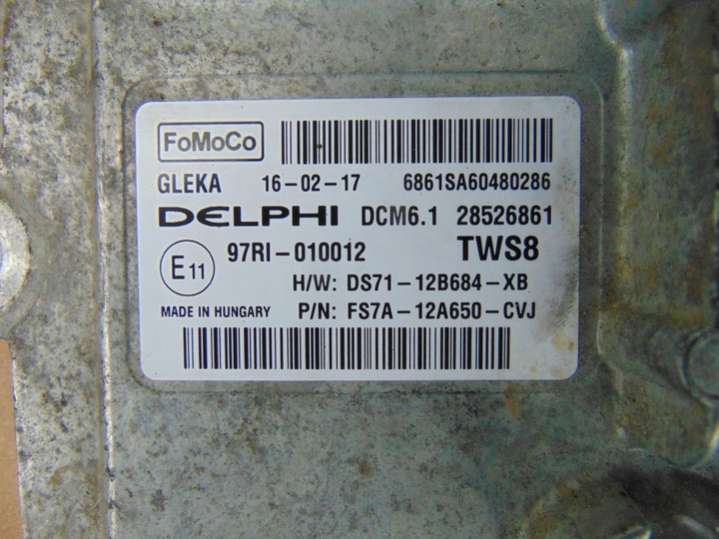 FoMoCo
GLEKA 16-02-17 6861SA60480286
DELPHI DCM6.1 28526861
E11 97RI-010012 TWS8
H/W: DS71-12B684-XB
MADE IN HUNGARY P/N: FS7A-12A650-CVJ